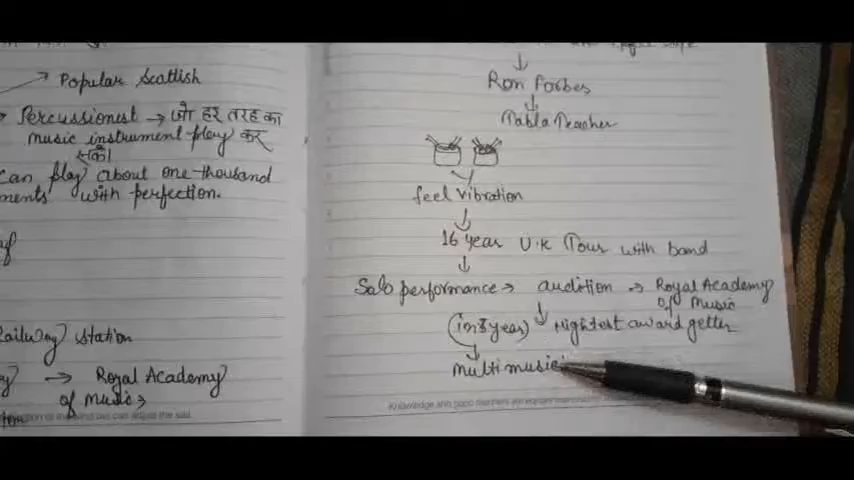 Popular Scottish
Percussionist → जो हर तरह का
music instrument play कर
सके।
can play about one-thousand
ments with perfection.
of
Railway station
→ Royal Academy
of Music →
Ron Forbes
Tabla Teacher
feel vibration
16 year U.K Tour with band
Solo performance → audition → Royal Academy
of Music
(in 3 year) Highest award getter
multi music